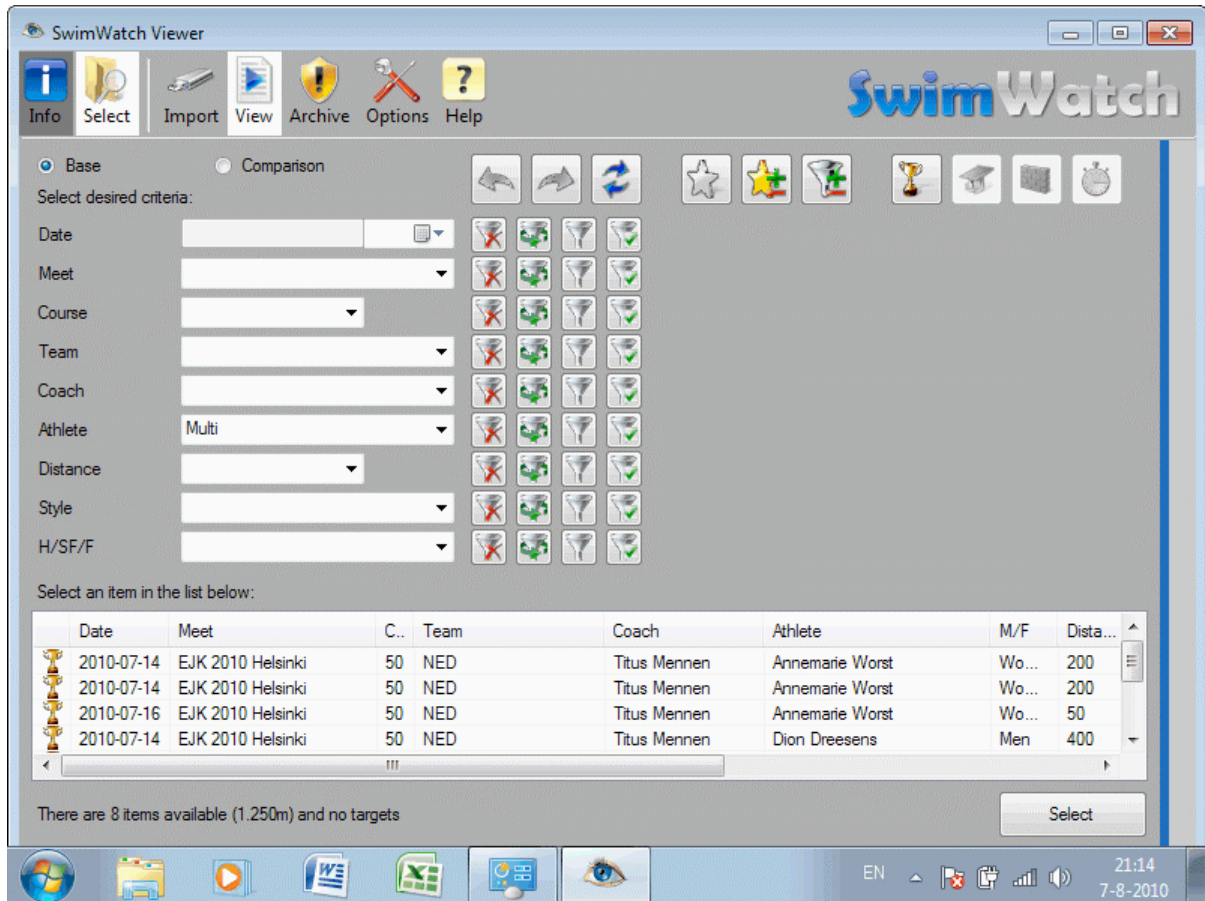 SwimWatch Viewer
Info Select Import View Archive Options Help
SwimWatch
Base Comparison
Select desired criteria:
Date
Meet
Course
Team
Coach
Athlete Multi
Distance
Style
H/SF/F
Select an item in the list below:
Date Meet C.. Team Coach Athlete M/F Dista...
2010-07-14 EJK 2010 Helsinki 50 NED Titus Mennen Annemarie Worst Wo... 200
2010-07-14 EJK 2010 Helsinki 50 NED Titus Mennen Annemarie Worst Wo... 200
2010-07-16 EJK 2010 Helsinki 50 NED Titus Mennen Annemarie Worst Wo... 50
2010-07-14 EJK 2010 Helsinki 50 NED Titus Mennen Dion Dreesens Men 400
There are 8 items available (1.250m) and no targets
Select
EN
21:14
7-8-2010